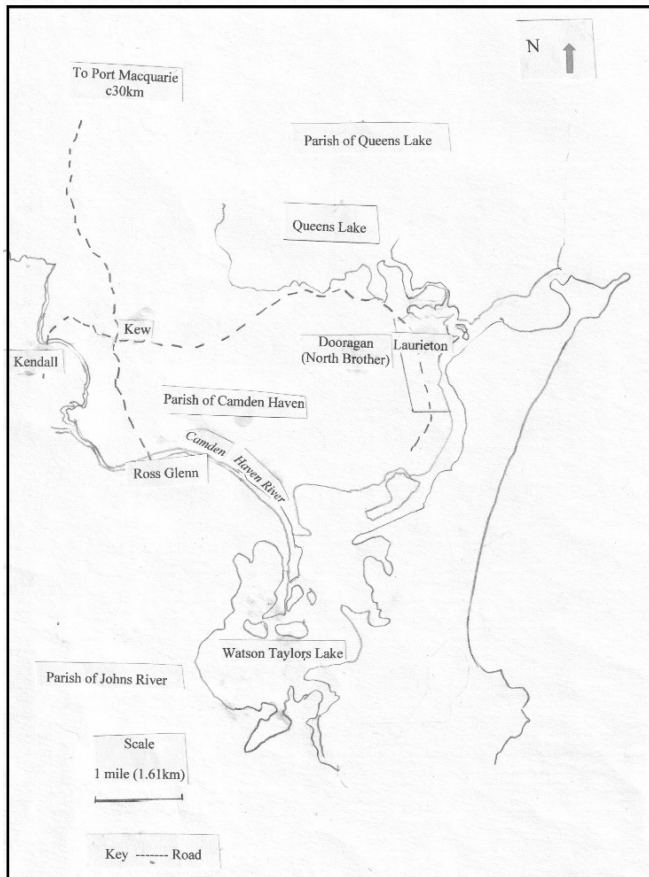 N
To Port Macquarie
c30km
Parish of Queens Lake
Queens Lake
Kew
Dooragan
(North Brother)
Laurieton
Kendall
Parish of Camden Haven
Camden Haven River
Ross Glenn
Watson Taylors Lake
Parish of Johns River
Scale
1 mile (1.61km)
Key ------- Road